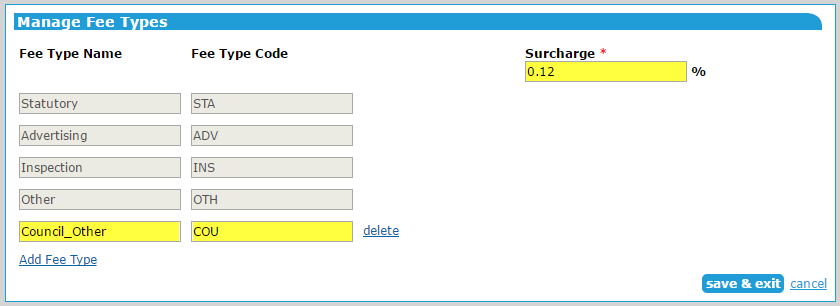 Manage Fee Types
Fee Type Name Fee Type Code Surcharge *
0.12 %
Statutory STA
Advertising ADV
Inspection INS
Other OTH
Council_Other COU delete
Add Fee Type
save & exit cancel